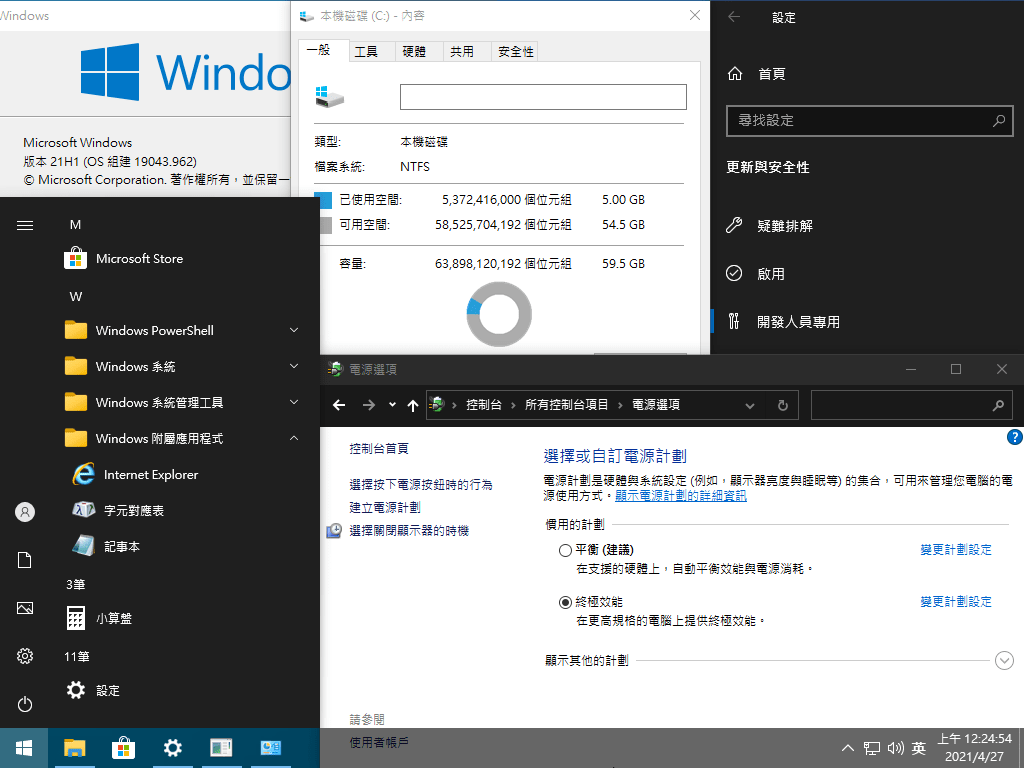 Windows
Windo
Microsoft Windows
版本 21H1 (OS 組建 19043.962)
© Microsoft Corporation. 著作權所有，並保留一
本機磁碟 (C:) - 內容
一般
工具
硬體
共用
安全性
類型:
本機磁碟
檔案系統:
NTFS
已使用空間:
5,372,416,000 個位元組
5.00 GB
可用空間:
58,525,704,192 個位元組
54.5 GB
容量:
63,898,120,192 個位元組
59.5 GB
設定
首頁
尋找設定
更新與安全性
疑難排解
啟用
開發人員專用
M
Microsoft Store
W
Windows PowerShell
Windows 系統
Windows 系統管理工具
Windows 附屬應用程式
Internet Explorer
字元對應表
記事本
3筆
小算盤
11筆
設定
電源選項
控制台 › 所有控制台項目 › 電源選項
控制台首頁
選擇按下電源按鈕時的行為
建立電源計劃
選擇關閉顯示器的時機
選擇或自訂電源計劃
電源計劃是硬體與系統設定 (例如，顯示器亮度與睡眠等) 的集合，可用來管理您電腦的電
源使用方式。顯示電源計劃的詳細資訊
慣用的計劃
平衡 (建議)
變更計劃設定
在支援的硬體上，自動平衡效能與電源消耗。
終極效能
變更計劃設定
在更高規格的電腦上提供終極效能。
顯示其他的計劃
請參閱
使用者帳戶
英
上午 12:24:54
2021/4/27